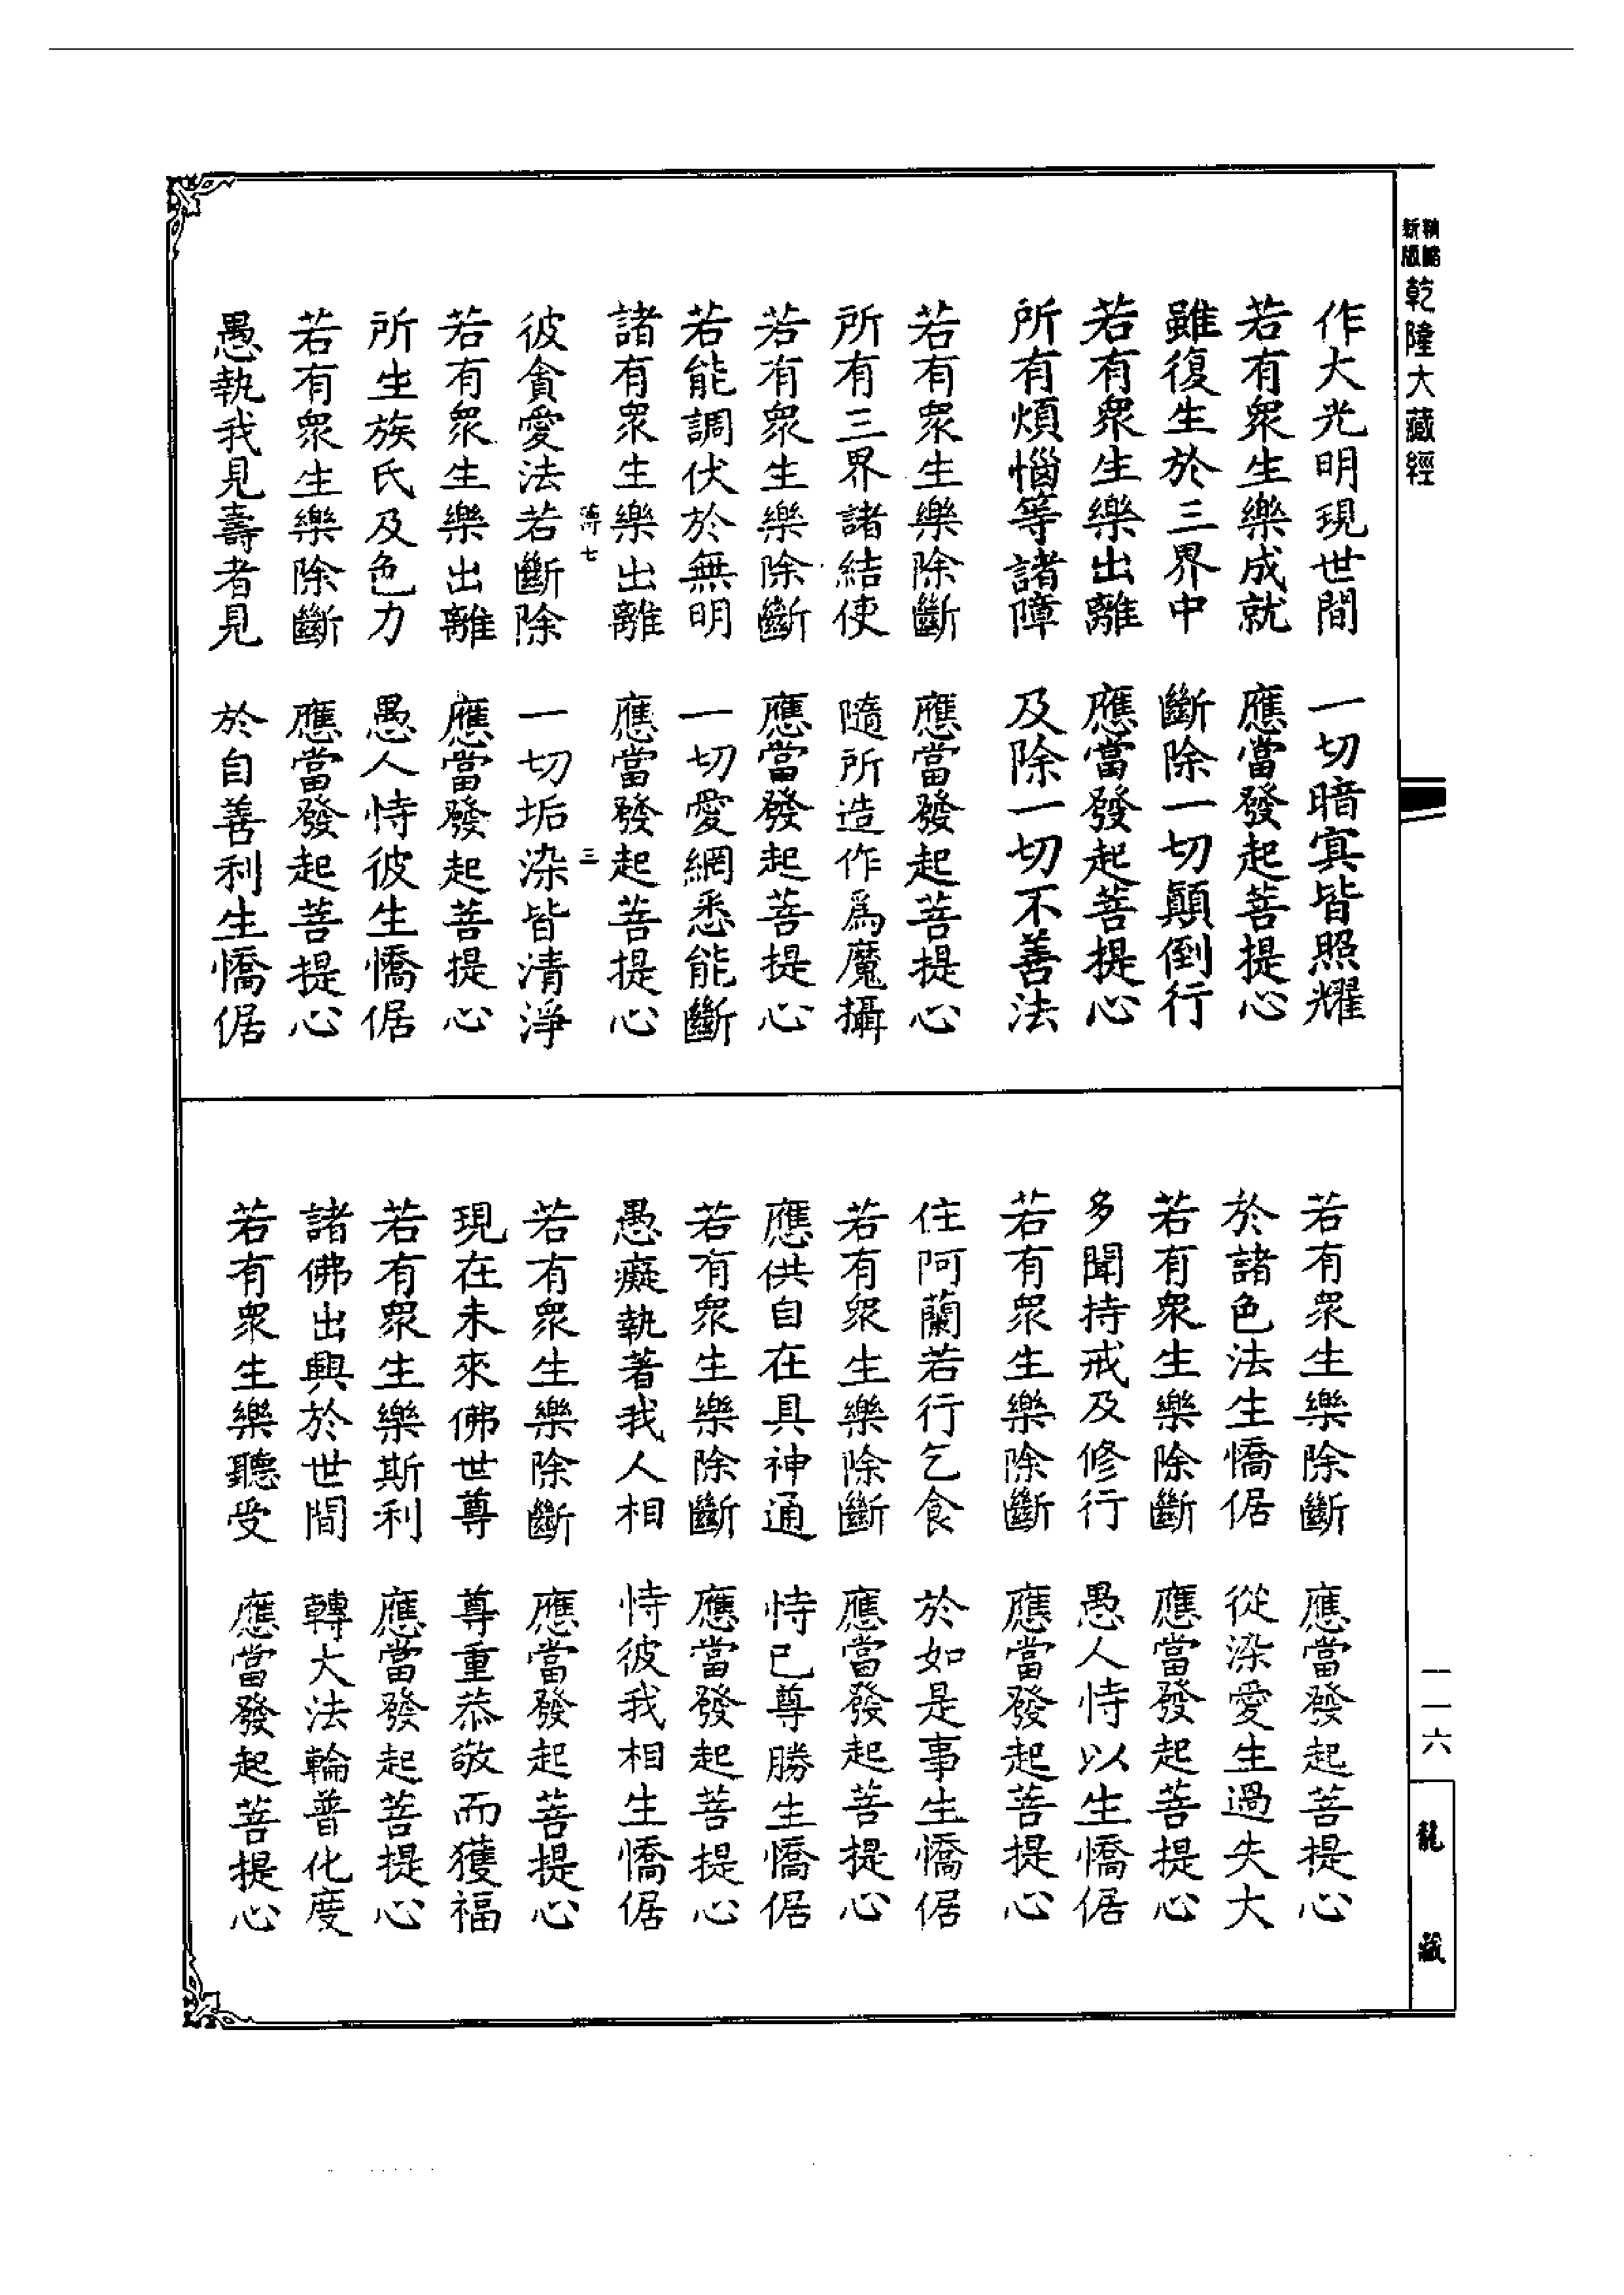 新版
精縮
乾隆大藏經
作大光明現世間　一切暗冥皆照耀
若有眾生樂成就　應當發起菩提心
雖復生於三界中　斷除一切顛倒行
若有眾生樂出離　應當發起菩提心
所有煩惱等諸障　及除一切不善法
若有眾生樂除斷　應當發起菩提心
所有三界諸結使　隨所造作為魔攝
若有眾生樂除斷　應當發起菩提心
若能調伏於無明　一切愛網悉能斷
諸有眾生樂出離　應當發起菩提心
七　三
彼貪愛法若斷除　一切垢染皆清淨
若有眾生樂出離　應當發起菩提心
所生族氏及色力　愚人恃彼生憍倨
若有眾生樂除斷　應當發起菩提心
愚執我見壽者見　於自善利生憍倨
若有眾生樂除斷　應當發起菩提心
於諸色法生憍倨　從染愛生過失大
若有眾生樂除斷　應當發起菩提心
多聞持戒及修行　愚人恃以生憍倨
若有眾生樂除斷　應當發起菩提心
住阿蘭若行乞食　於如是事生憍倨
若有眾生樂除斷　應當發起菩提心
應供自在具神通　恃已尊勝生憍倨
若有眾生樂除斷　應當發起菩提心
愚癡執著我人相　恃彼我相生憍倨
若有眾生樂除斷　應當發起菩提心
現在未來佛世尊　尊重恭敬而獲福
若有眾生樂斯利　應當發起菩提心
諸佛出興於世間　轉大法輪普化度
若有眾生樂聽受　應當發起菩提心
一一六
龍藏